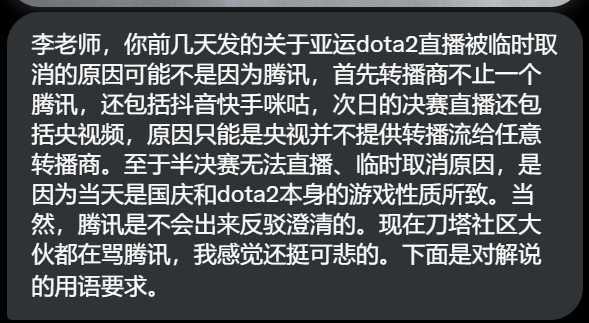 李老师，你前几天发的关于亚运dota2直播被临时取
消的原因可能不是因为腾讯，首先转播商不止一个
腾讯，还包括抖音快手咪咕，次日的决赛直播还包
括央视频，原因只能是央视并不提供转播流给任意
转播商。至于半决赛无法直播、临时取消原因，是
因为当天是国庆和dota2本身的游戏性质所致。当
然，腾讯是不会出来反驳澄清的。现在刀塔社区大
伙都在骂腾讯，我感觉还挺可悲的。下面是对解说
的用语要求。